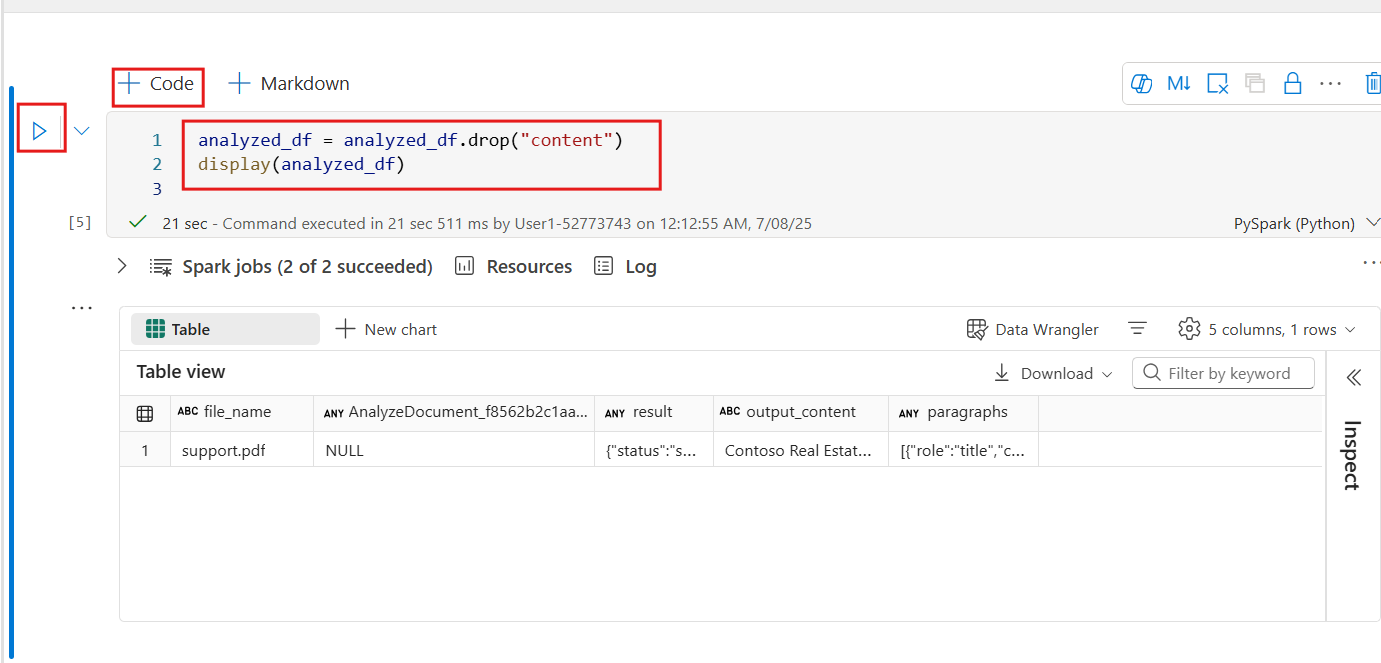 Code Markdown
M↓ ...
1 analyzed_df = analyzed_df.drop("content")
2 display(analyzed_df)
3
[5] 21 sec - Command executed in 21 sec 511 ms by User1-52773743 on 12:12:55 AM, 7/08/25 PySpark (Python)
Spark jobs (2 of 2 succeeded) Resources Log ...
...
Table New chart Data Wrangler 5 columns, 1 rows
Table view Download Filter by keyword
ABC file_name ANY AnalyzeDocument_f8562b2c1aa... ANY result ABC output_content ANY paragraphs
1 support.pdf NULL {"status":"s... Contoso Real Estat... [{"role":"title","c...
Inspect